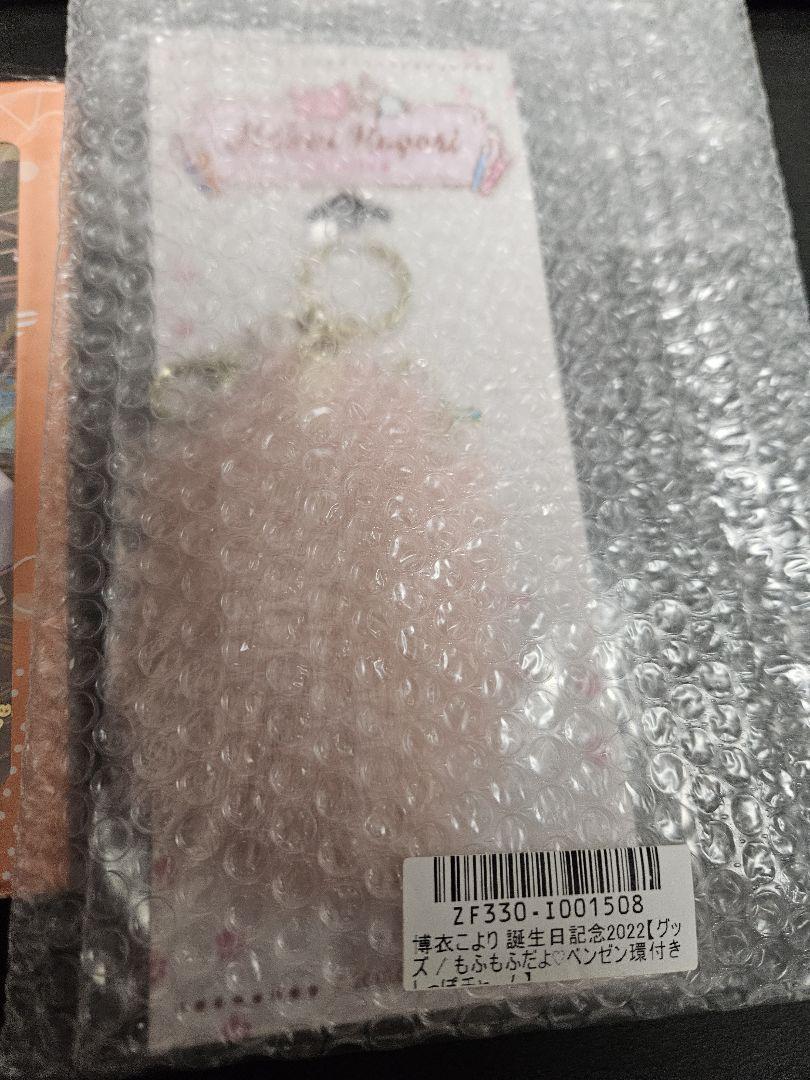 Hakui Koyori
ZF330-I001508
博衣こより 誕生日記念2022【グッ
ズ / もふもふだよ♡ベンゼン環付き